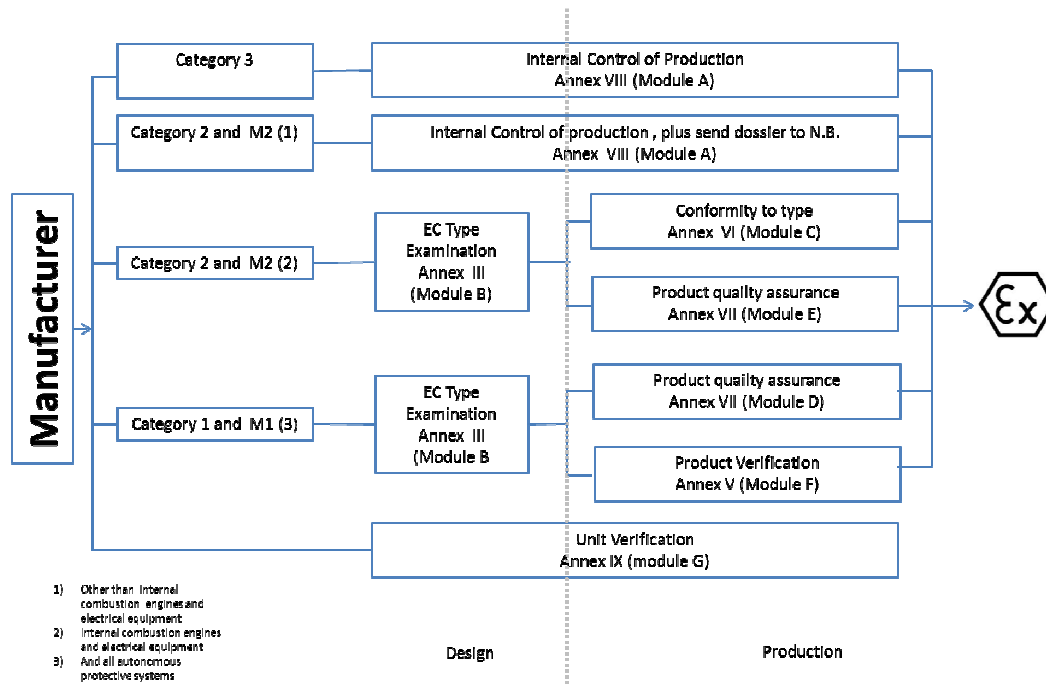 Category 3
Internal Control of Production
Annex VIII (Module A)
Category 2 and M2 (1)
Internal Control of production , plus send dossier to N.B.
Annex VIII (Module A)
Manufacturer
Category 2 and M2 (2)
EC Type
Examination
Annex III
(Module B)
Conformity to type
Annex VI (Module C)
Product quality assurance
Annex VII (Module E)
Ex
Category 1 and M1 (3)
EC Type
Examination
Annex III
(Module B
Product quailty assurance
Annex VII (Module D)
Product Verification
Annex V (Module F)
Unit Verification
Annex IX (module G)
1) Other than Internal
combustion engines and
electrical equipment
2) Internal combustion engines
and electrical equipment
3) And all autonomous
protective systems
Design
Production